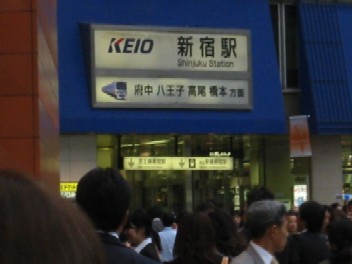 KEIO 新宿駅
Shinjuku Station
府中 八王子 高尾 橋本 方面